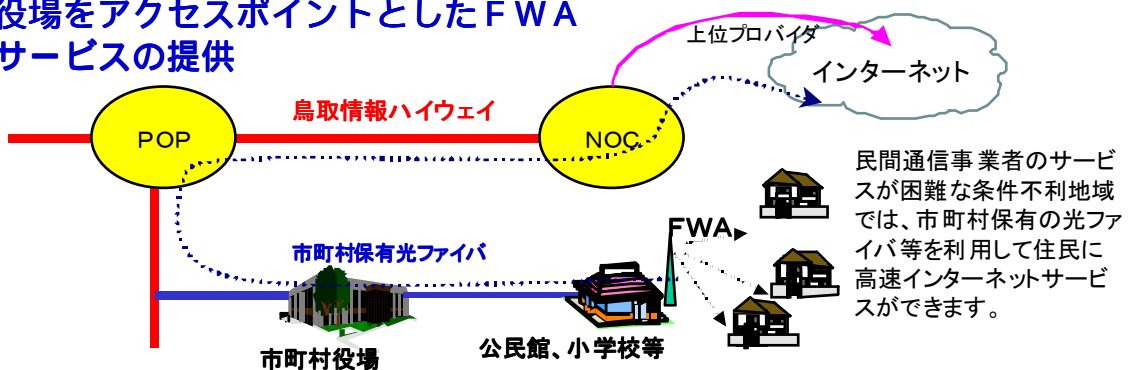 役場をアクセスポイントとしたFWA
サービスの提供
上位プロバイダ
インターネット
鳥取情報ハイウェイ
POP
NOC
民間通信事業者のサービ
スが困難な条件不利地域
では、市町村保有の光ファ
イバ等を利用して住民に
高速インターネットサービ
スができます。
FWA
市町村保有光ファイバ
公民館、小学校等
市町村役場